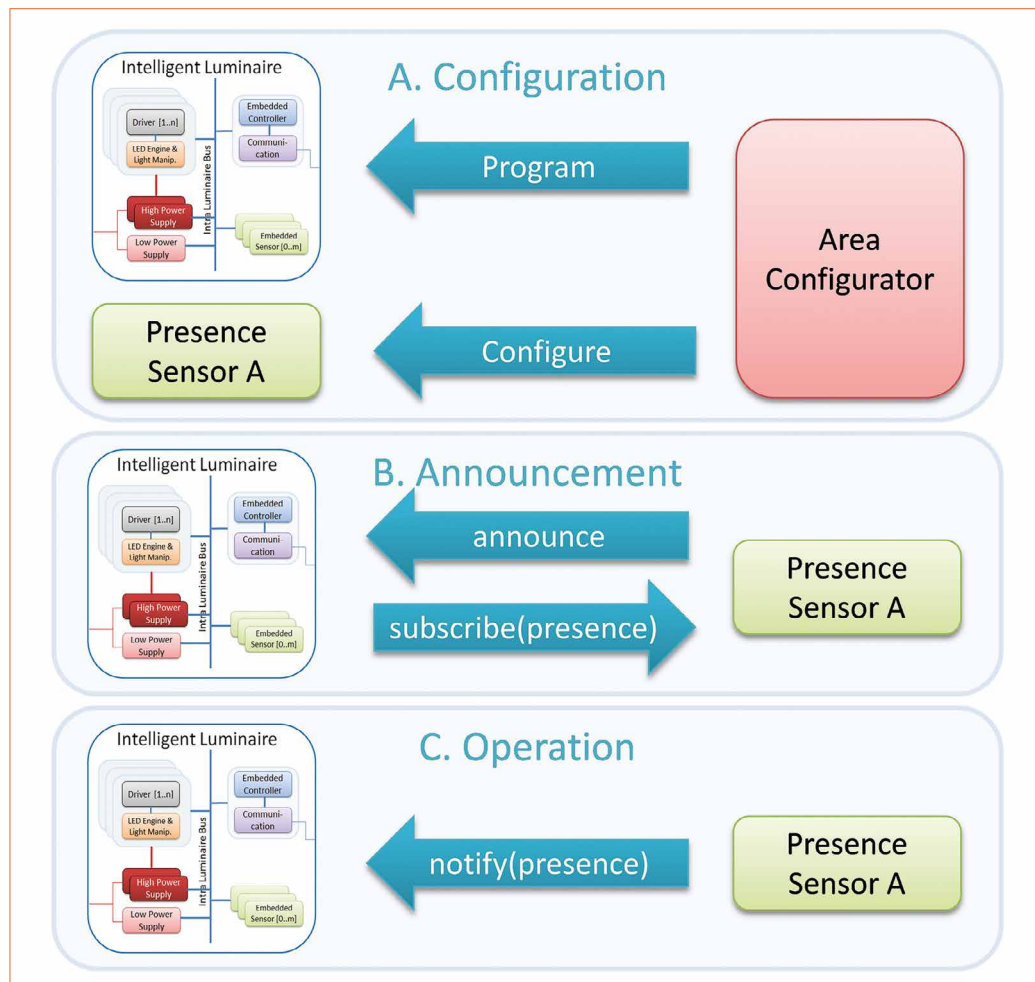 Intelligent Luminaire
Driver [1..n]
LED Engine &
Light Manip.
High Power
Supply
Low Power
Supply
Intra Luminaire Bus
Embedded
Controller
Communi-
cation
Embedded
Sensor [0..m]
A. Configuration
Program
Area
Configurator
Presence
Sensor A
Configure
Intelligent Luminaire
Driver [1..n]
LED Engine &
Light Manip.
High Power
Supply
Low Power
Supply
Intra Luminaire Bus
Embedded
Controller
Communi-
cation
Embedded
Sensor [0..m]
B. Announcement
announce
subscribe(presence)
Presence
Sensor A
Intelligent Luminaire
Driver [1..n]
LED Engine &
Light Manip.
High Power
Supply
Low Power
Supply
Intra Luminaire Bus
Embedded
Controller
Communi-
cation
Embedded
Sensor [0..m]
C. Operation
notify(presence)
Presence
Sensor A